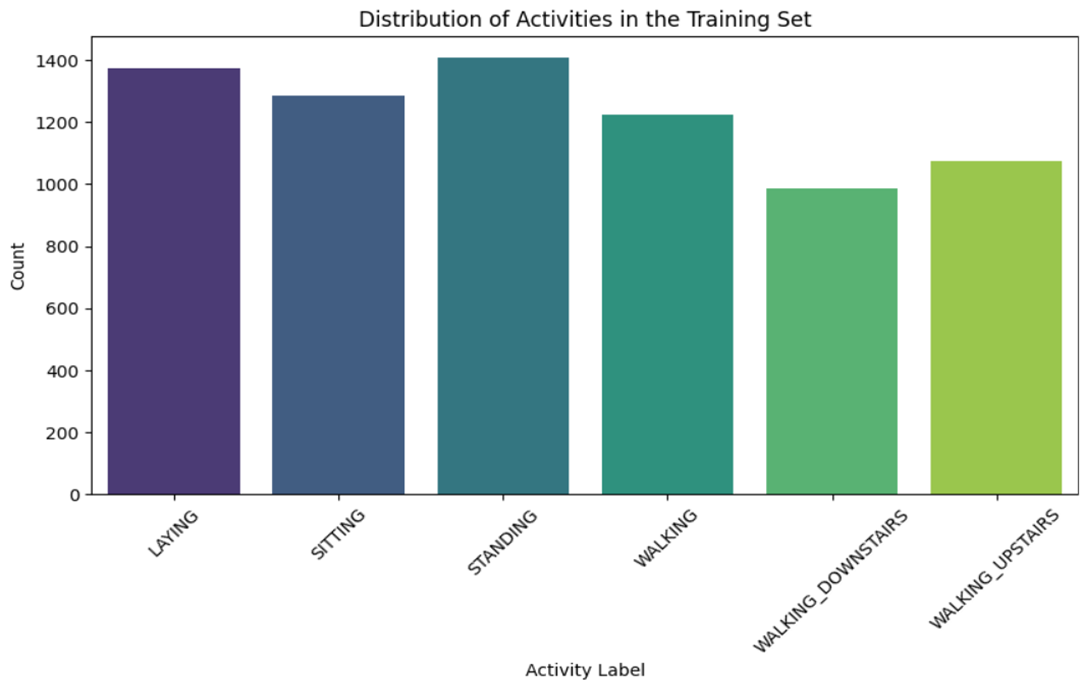 Distribution of Activities in the Training Set
Count
1400
1200
1000
800
600
400
200
0
LAYING
SITTING
STANDING
WALKING
WALKING_DOWNSTAIRS
WALKING_UPSTAIRS
Activity Label